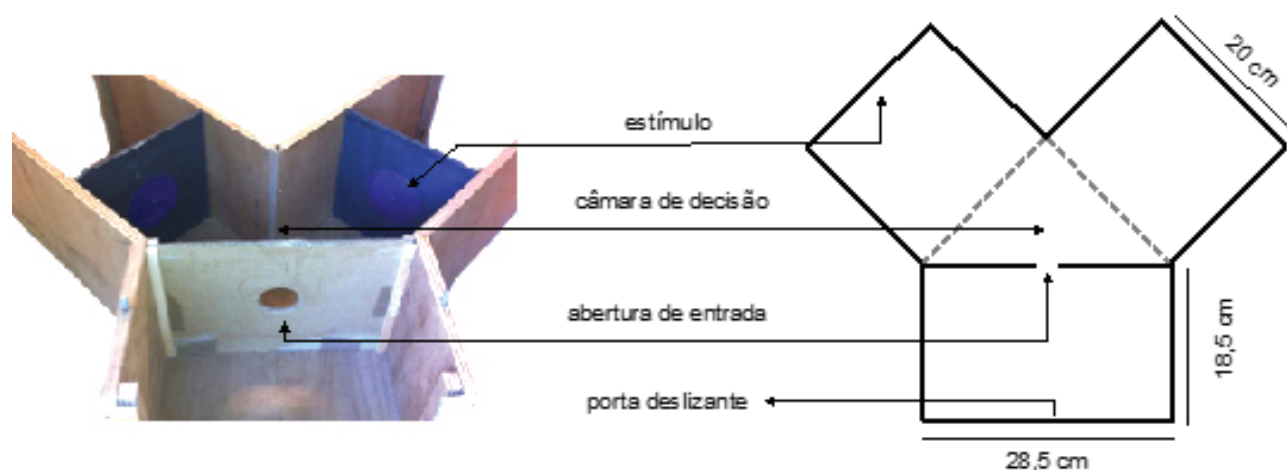 20 cm
estímulo
câmara de decisão
abertura de entrada
18,5 cm
porta deslizante
28,5 cm